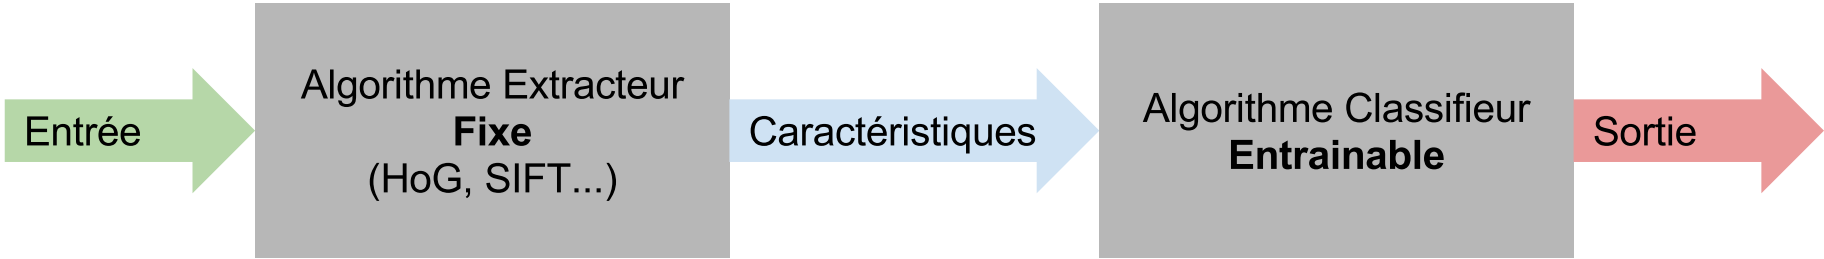 Entrée
Algorithme Extracteur
Fixe
(HoG, SIFT...)
Caractéristiques
Algorithme Classifieur
Entrainable
Sortie